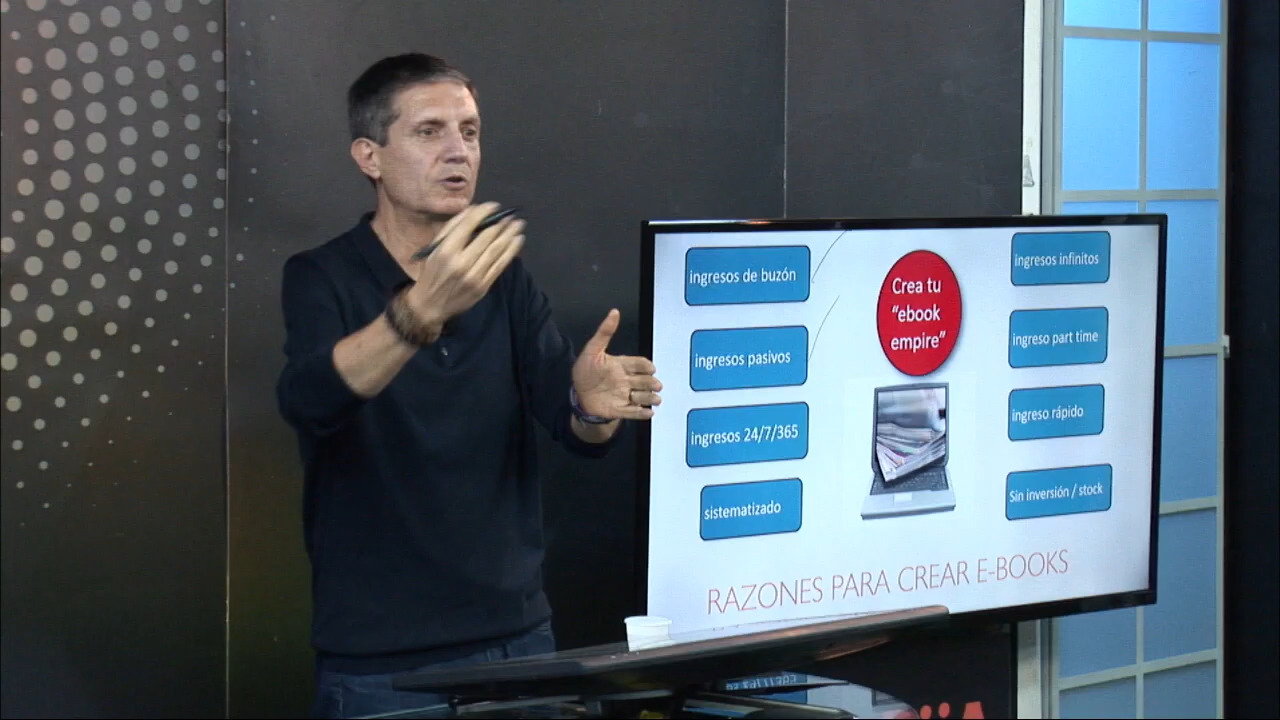 ingresos de buzón
ingresos pasivos
ingresos 24/7/365
sistematizado
Crea tu
“ebook
empire”
ingresos infinitos
ingreso part time
ingreso rápido
Sin inversión / stock
RAZONES PARA CREAR E-BOOKS